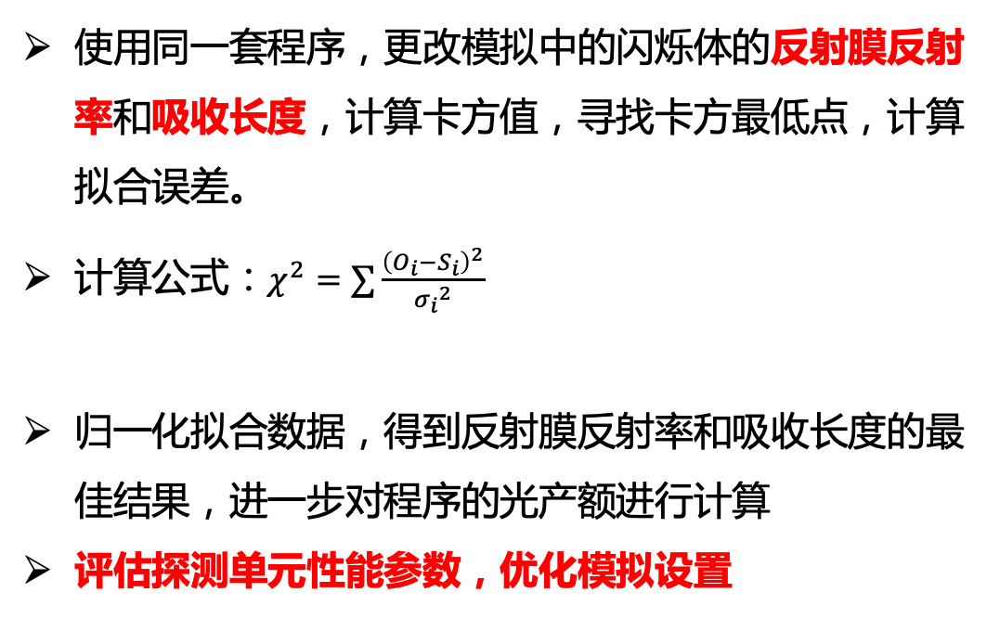 ➢ 使用同一套程序，更改模拟中的闪烁体的反射膜反射
率和吸收长度，计算卡方值，寻找卡方最低点，计算
拟合误差。
➢ 计算公式：χ² = ∑ (Oᵢ−Sᵢ)² / σᵢ²
➢ 归一化拟合数据，得到反射膜反射率和吸收长度的最
佳结果，进一步对程序的光产额进行计算
➢ 评估探测单元性能参数，优化模拟设置